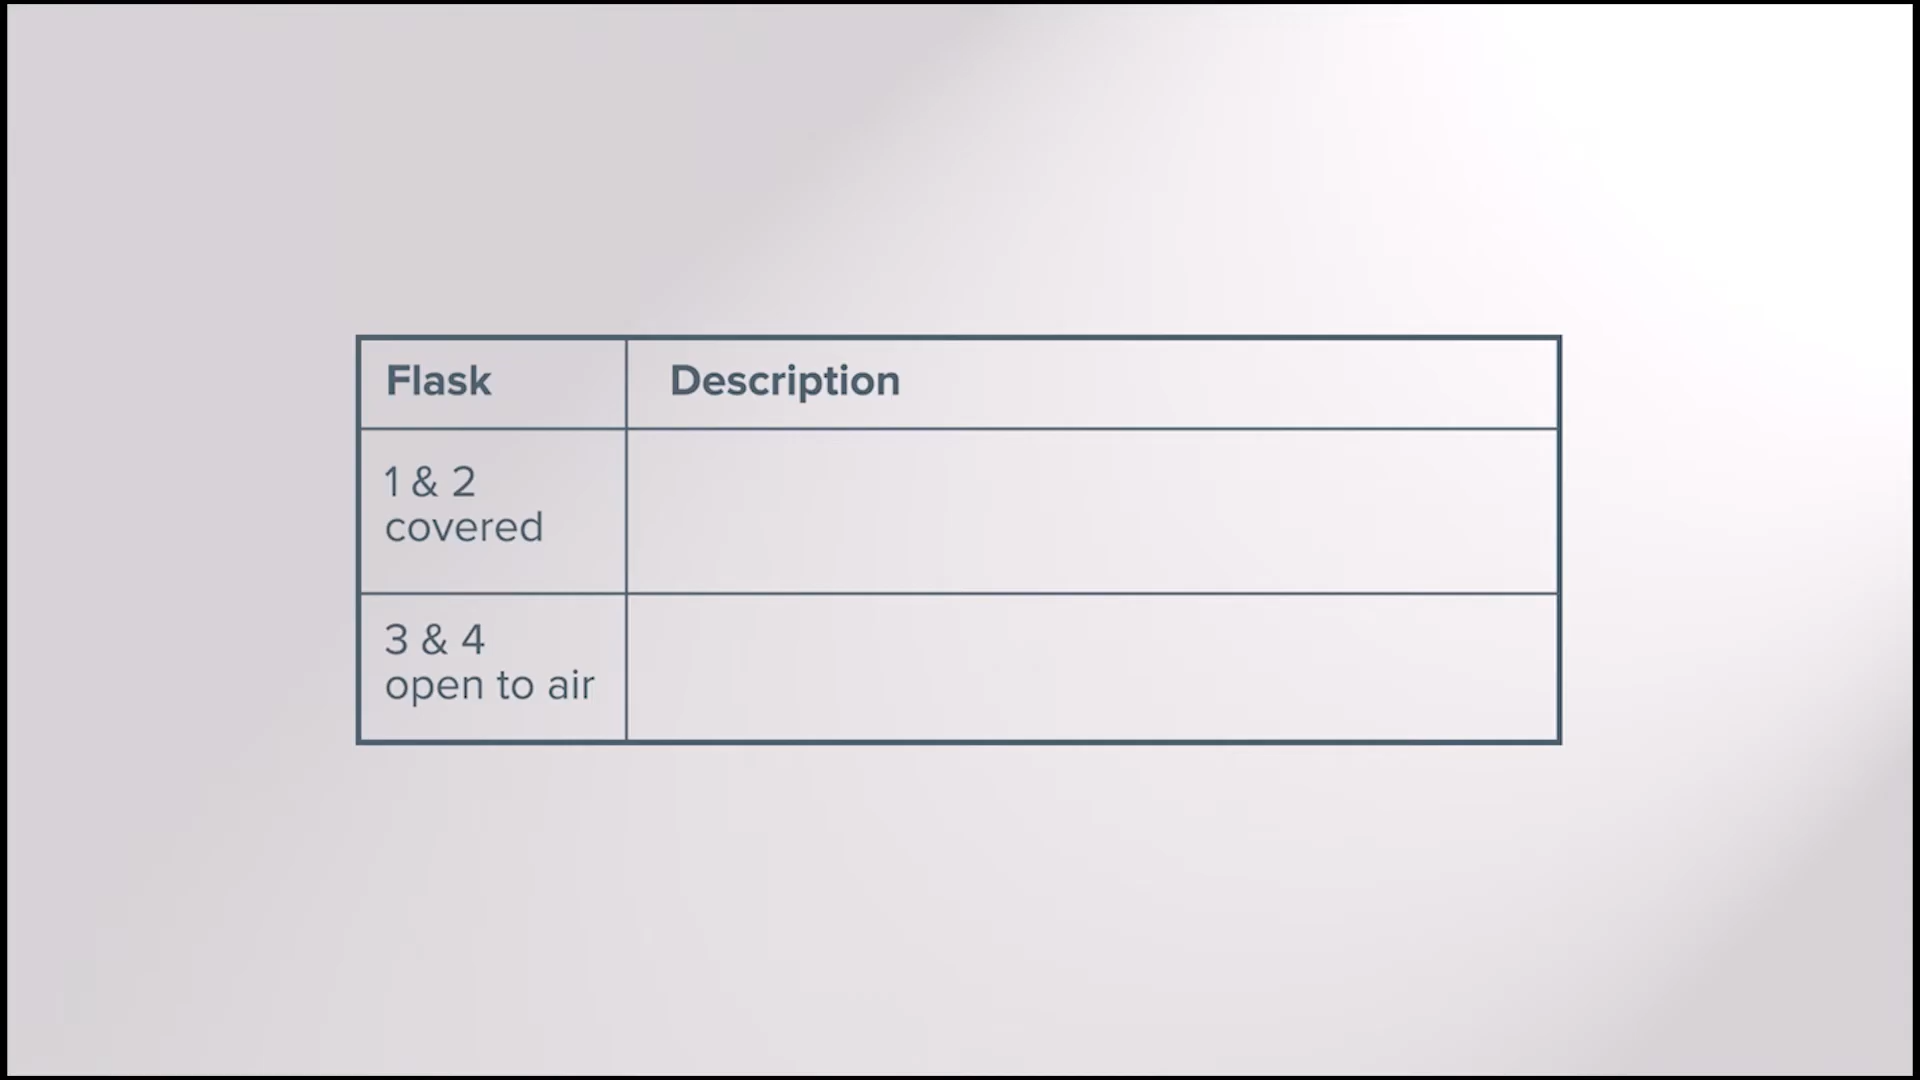 Flask
Description
1 & 2
covered
3 & 4
open to air